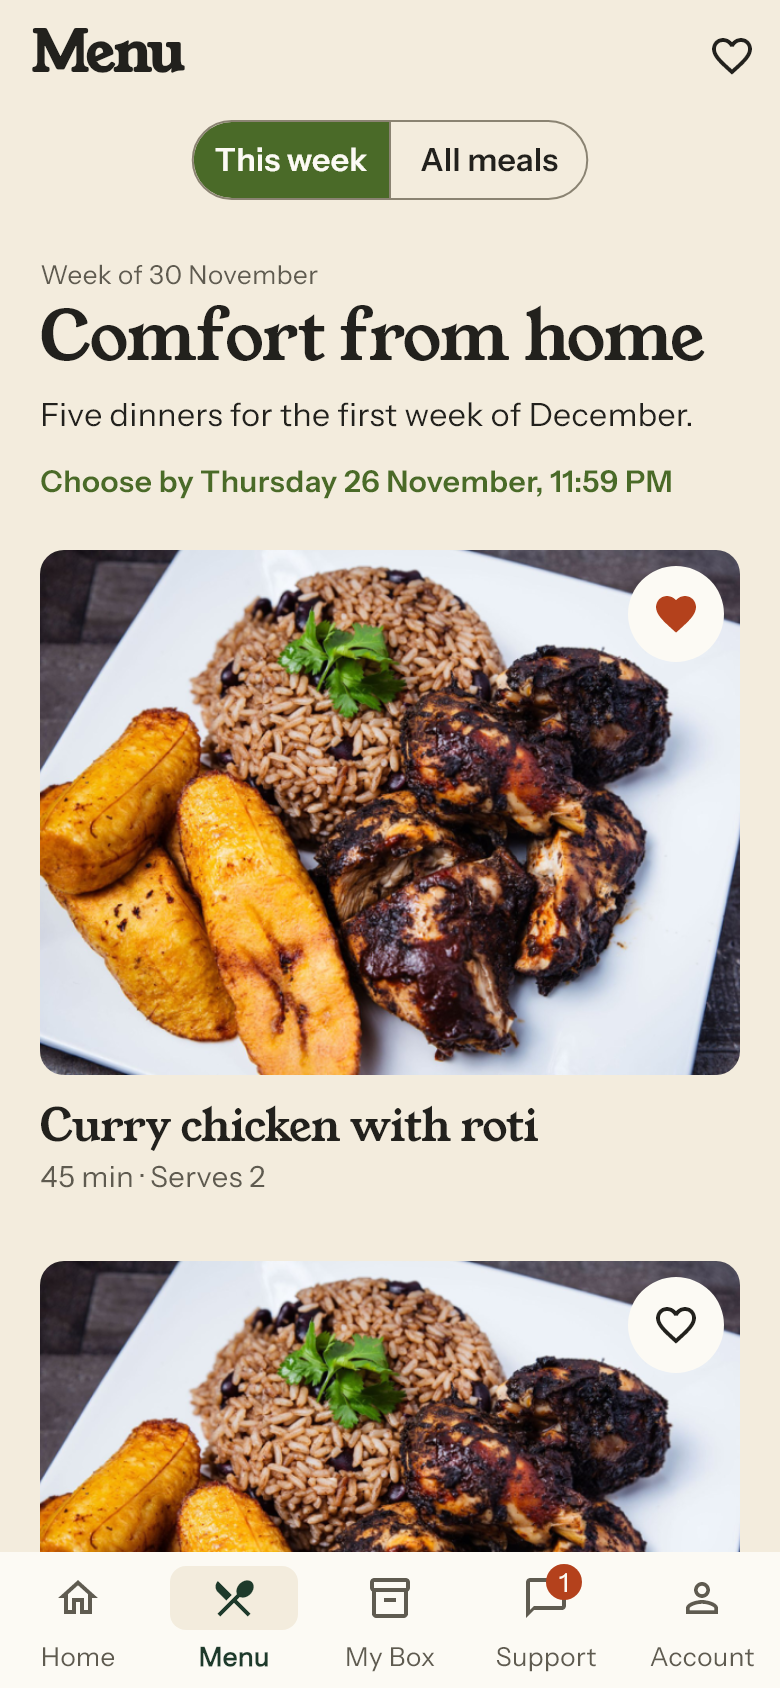 Menu
This week
All meals
Week of 30 November
Comfort from home
Five dinners for the first week of December.
Choose by Thursday 26 November, 11:59 PM
Curry chicken with roti
45 min · Serves 2
1
Home
Menu
My Box
Support
Account